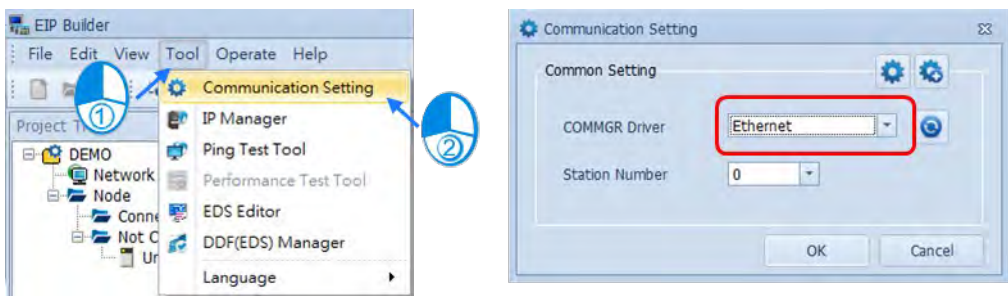 EIP Builder
File Edit View Tool Operate Help
①
Communication Setting
②
IP Manager
Ping Test Tool
Performance Test Tool
EDS Editor
DDF(EDS) Manager
Language
Project
DEMO
Network
Node
Conne
Not C
Ur
Communication Setting
Common Setting
COMMGR Driver
Ethernet
Station Number
0
OK Cancel